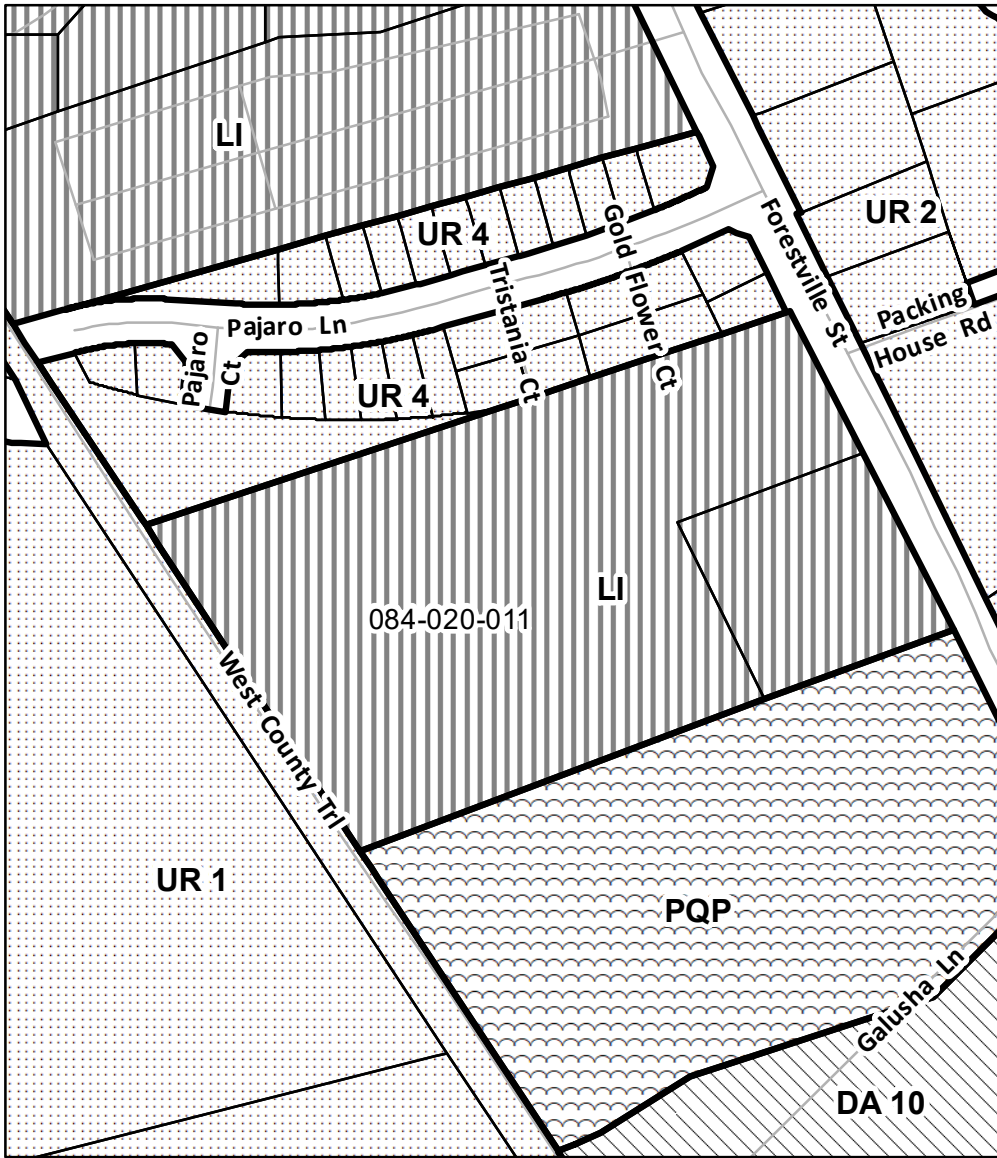 LI
UR 4
UR 2
Gold Flower Ct
Forestville St
Tristania Ct
Packing
House Rd
Pajaro Ln
Pajaro
Ct
UR 4
LI
084-020-011
West County Trl
UR 1
PQP
Galusha Ln
DA 10